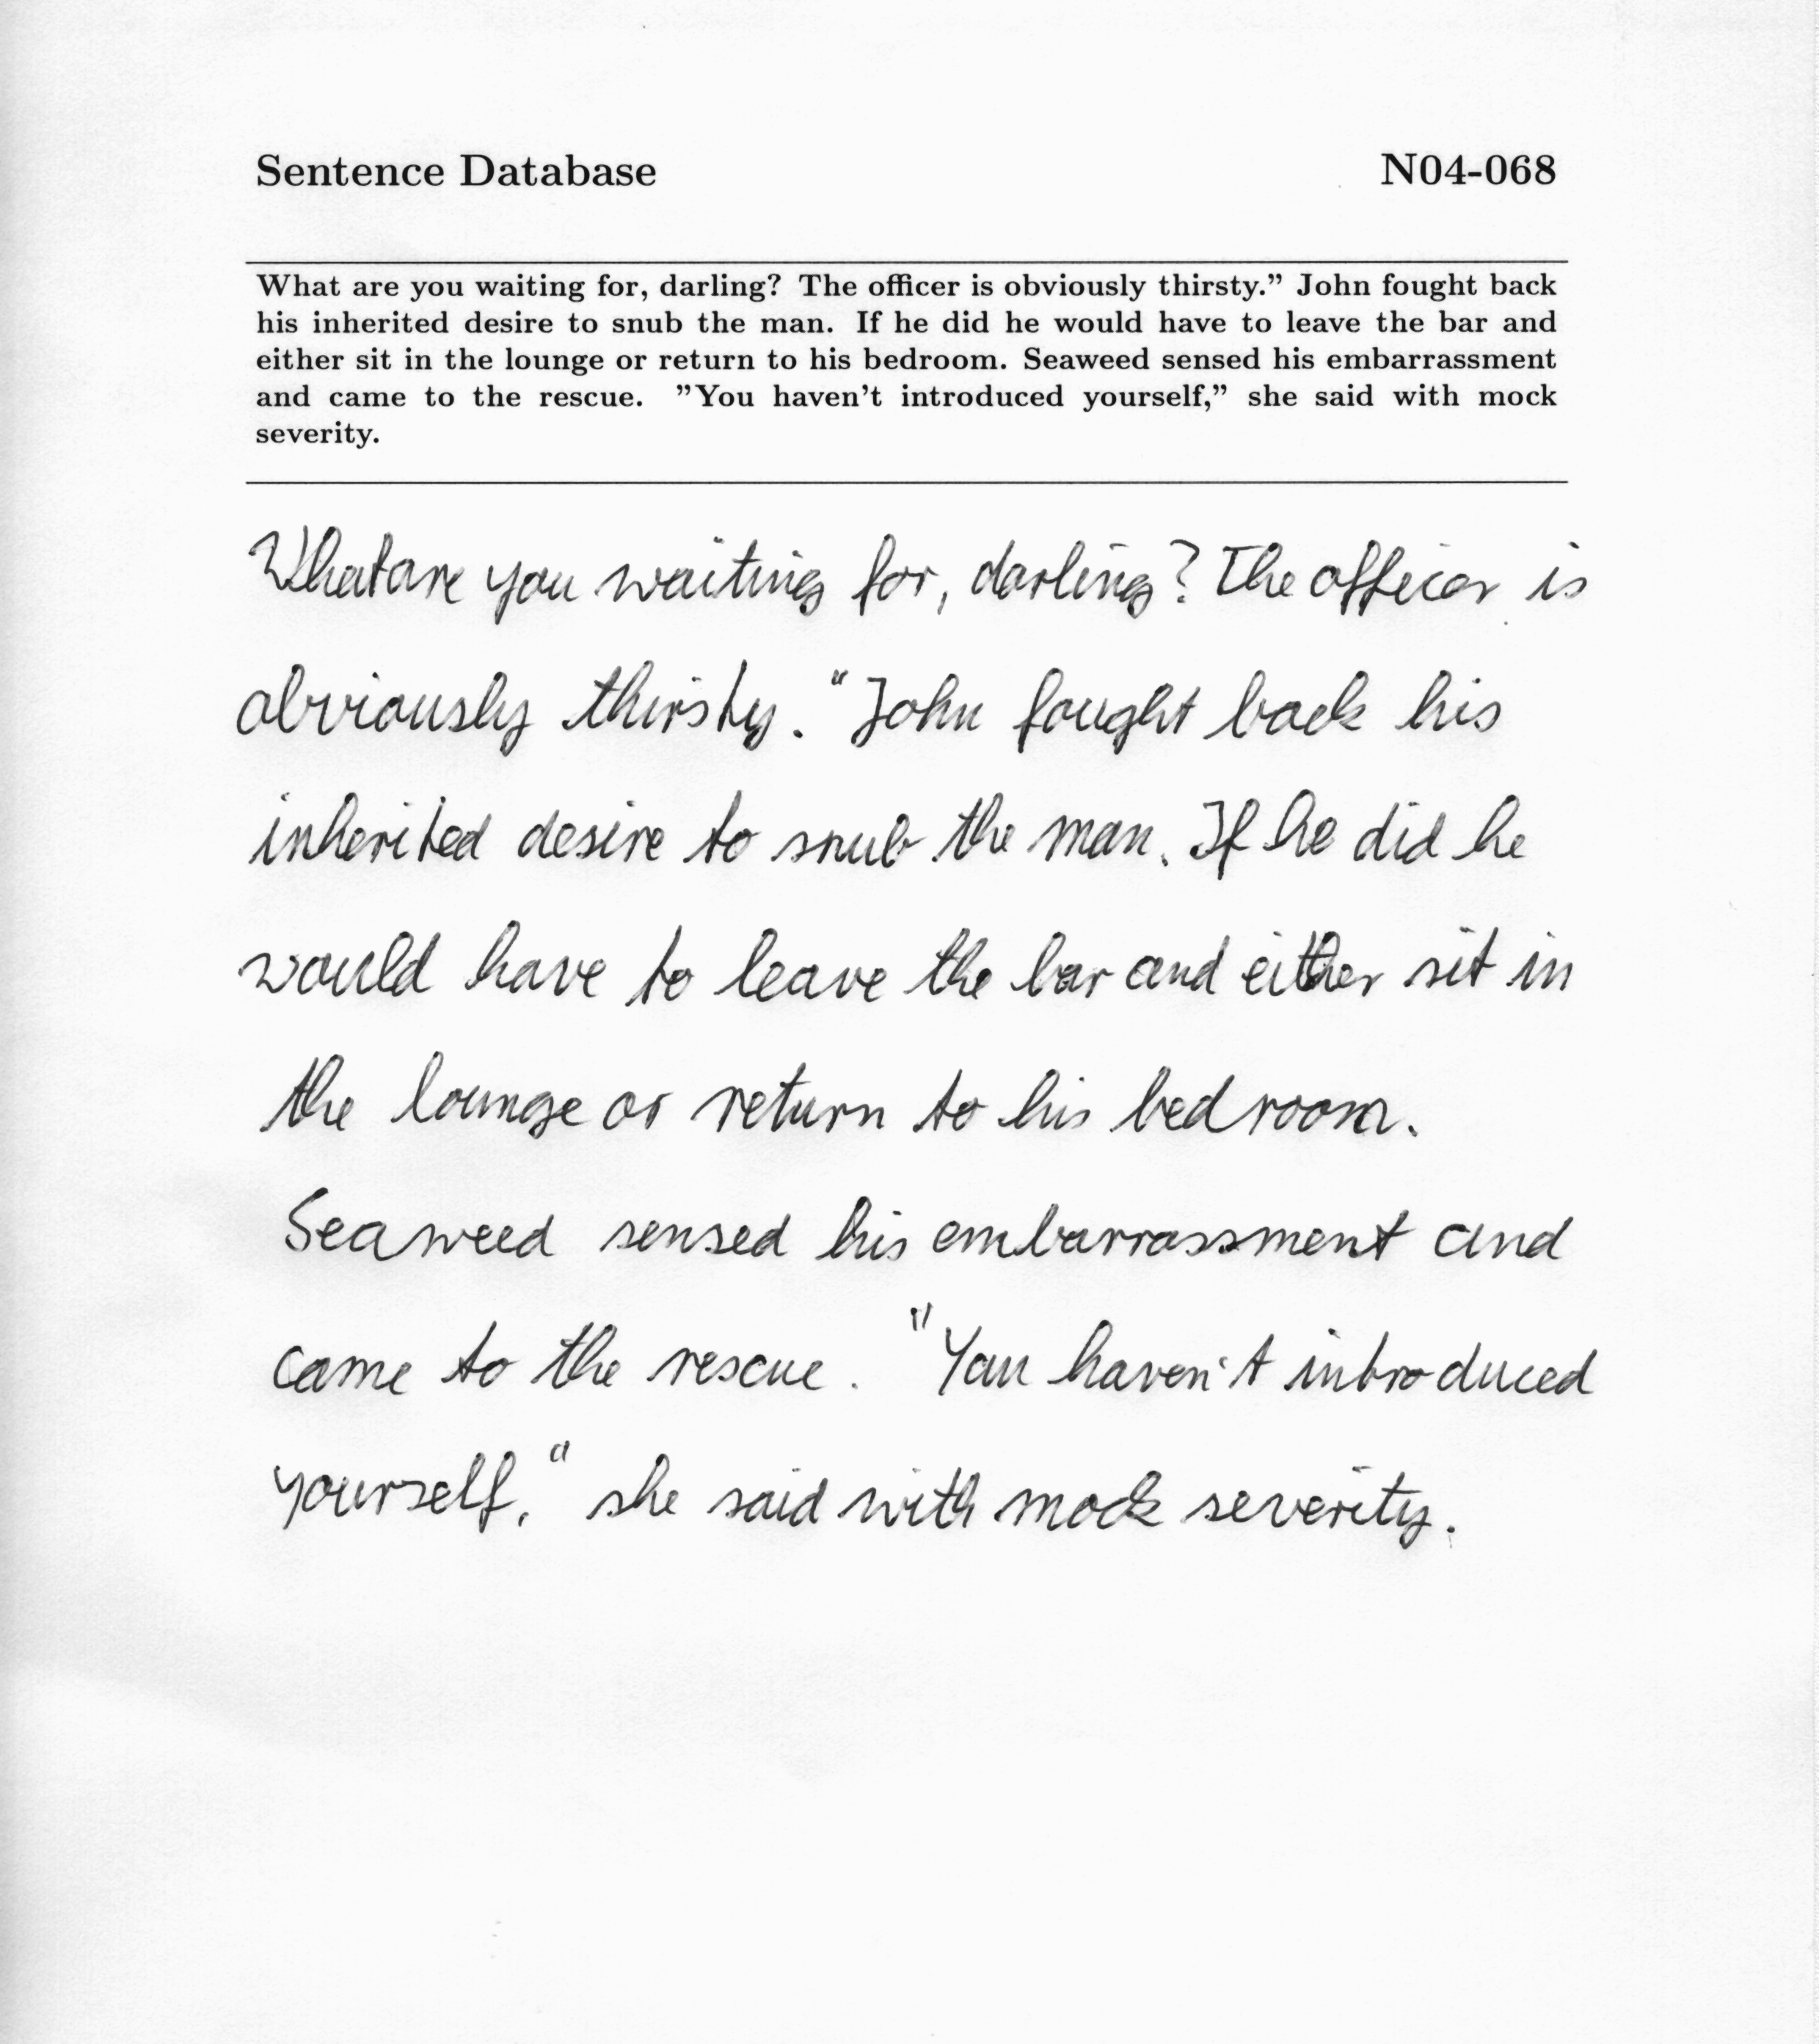 Sentence Database N04-068
What are you waiting for, darling? The officer is obviously thirsty.” John fought back
his inherited desire to snub the man. If he did he would have to leave the bar and
either sit in the lounge or return to his bedroom. Seaweed sensed his embarrassment
and came to the rescue. ”You haven’t introduced yourself,” she said with mock
severity.
What are you waiting for, darling? The officer is
obviously thirsty. "John fought back his
inherited desire to snub the man. If he did he
would have to leave the bar and either sit in
the lounge or return to his bedroom.
Seaweed sensed his embarrassment and
came to the rescue. "You haven't introduced
yourself," she said with mock severity.